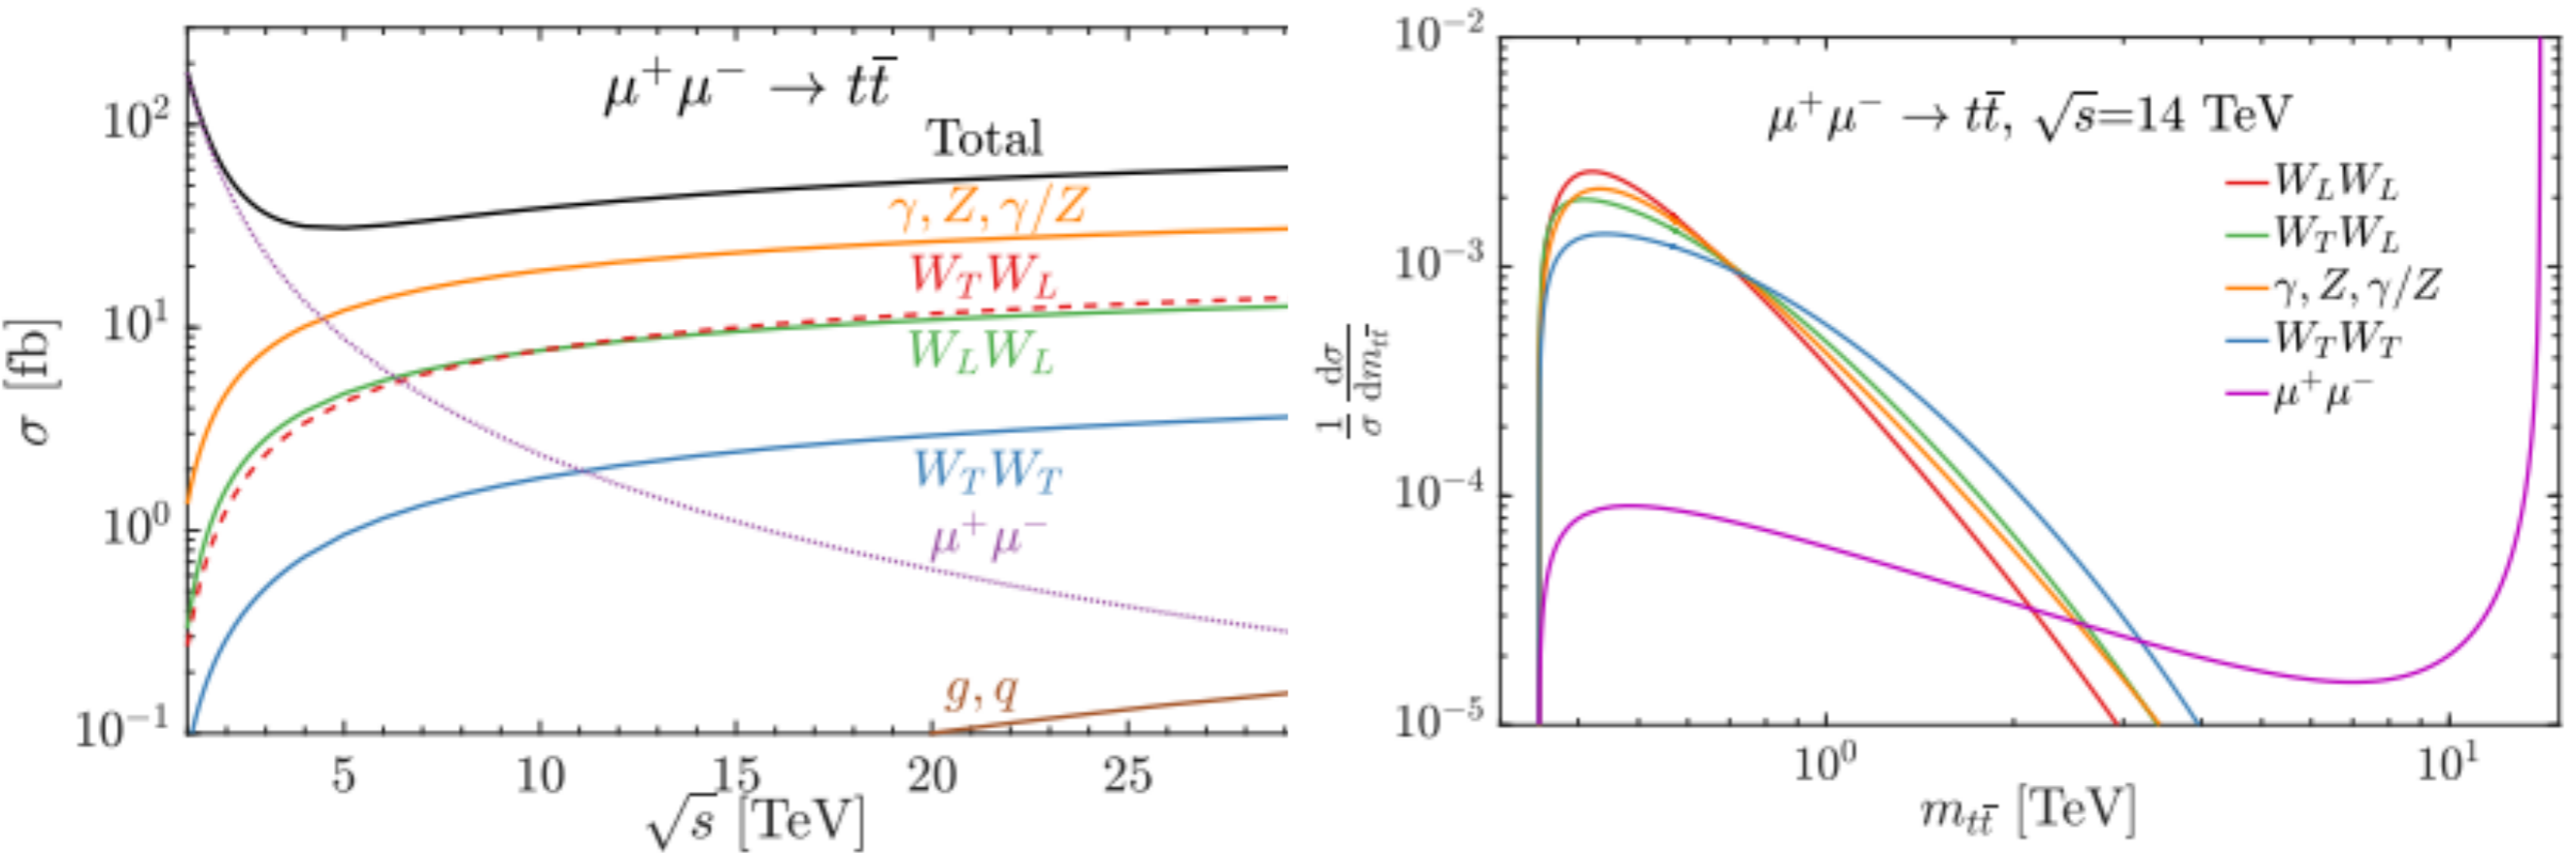 μ⁺μ⁻ → tt̅
Total
γ, Z, γ/Z
W_T W_L
W_L W_L
W_T W_T
μ⁺μ⁻
g, q
10²
10¹
10⁰
10⁻¹
σ [fb]
5 10 15 20 25
√s [TeV]
μ⁺μ⁻ → tt̅, √s=14 TeV
W_L W_L
W_T W_L
γ, Z, γ/Z
W_T W_T
μ⁺μ⁻
10⁻²
10⁻³
10⁻⁴
10⁻⁵
1/σ dσ/dm_tt̅
10⁰ 10¹
m_tt̅ [TeV]